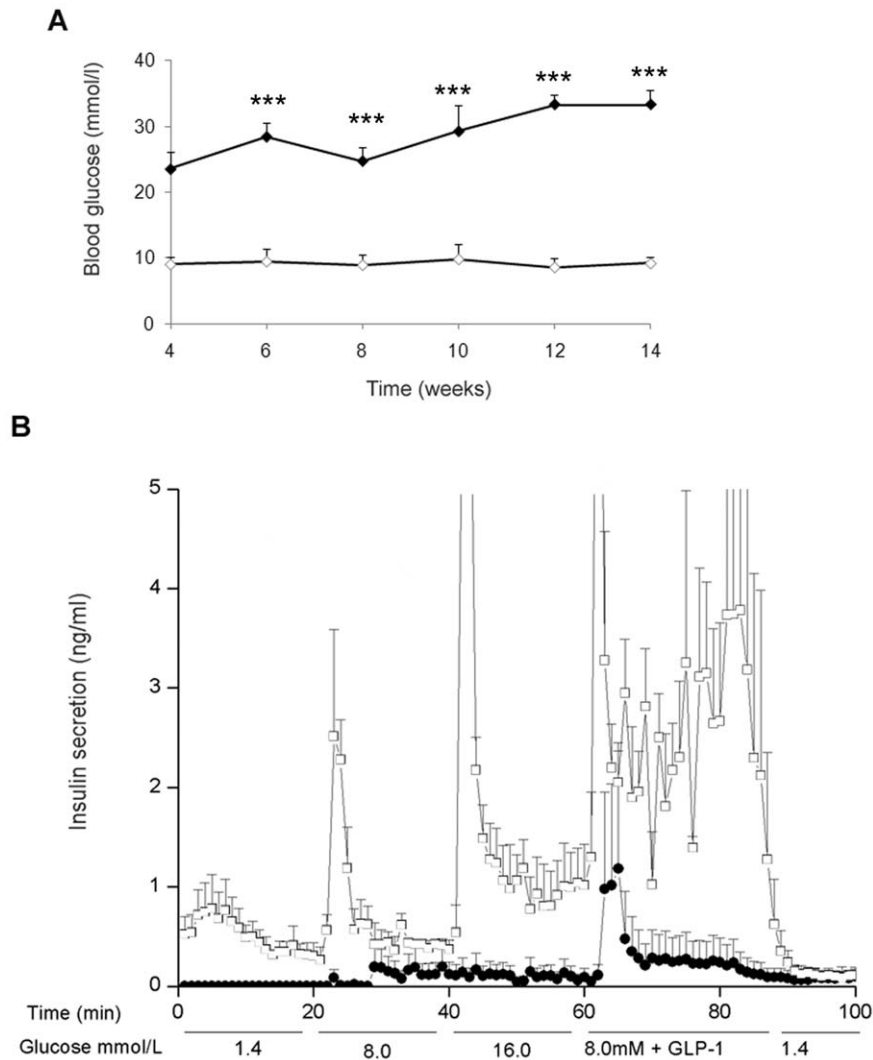 A
Blood glucose (mmol/l)
40
30
20
10
0
*** *** *** *** ***
4 6 8 10 12 14
Time (weeks)
B
Insulin secretion (ng/ml)
5
4
3
2
1
0
Time (min) 0 20 40 60 80 100
Glucose mmol/L 1.4 8.0 16.0 8.0mM + GLP-1 1.4